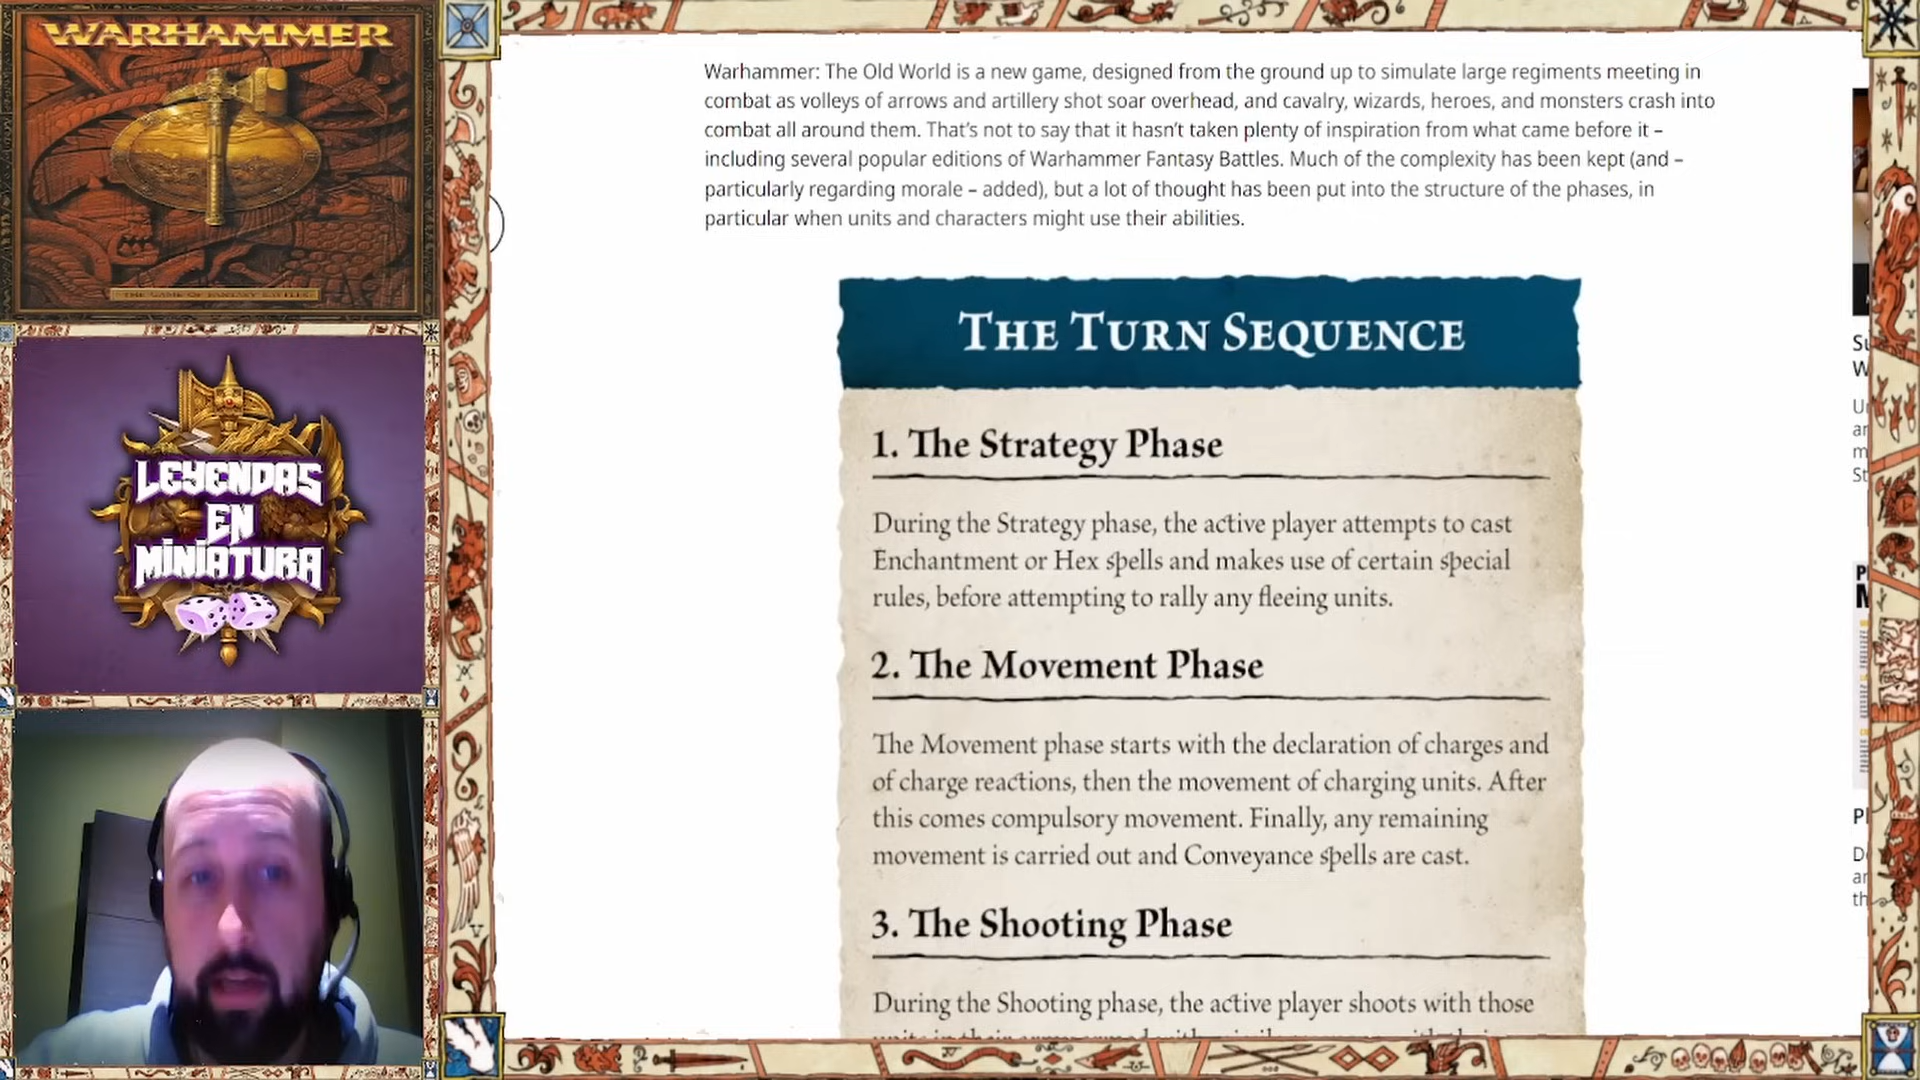 WARHAMMER
THE GAME OF FANTASY BATTLES
LEYENDAS
EN
MINIATURA
Warhammer: The Old World is a new game, designed from the ground up to simulate large regiments meeting in
combat as volleys of arrows and artillery shot soar overhead, and cavalry, wizards, heroes, and monsters crash into
combat all around them. That's not to say that it hasn't taken plenty of inspiration from what came before it –
including several popular editions of Warhammer Fantasy Battles. Much of the complexity has been kept (and –
particularly regarding morale – added), but a lot of thought has been put into the structure of the phases, in
particular when units and characters might use their abilities.
THE TURN SEQUENCE
1. The Strategy Phase
During the Strategy phase, the active player attempts to cast
Enchantment or Hex spells and makes use of certain special
rules, before attempting to rally any fleeing units.
2. The Movement Phase
The Movement phase starts with the declaration of charges and
of charge reactions, then the movement of charging units. After
this comes compulsory movement. Finally, any remaining
movement is carried out and Conveyance spells are cast.
3. The Shooting Phase
During the Shooting phase, the active player shoots with those